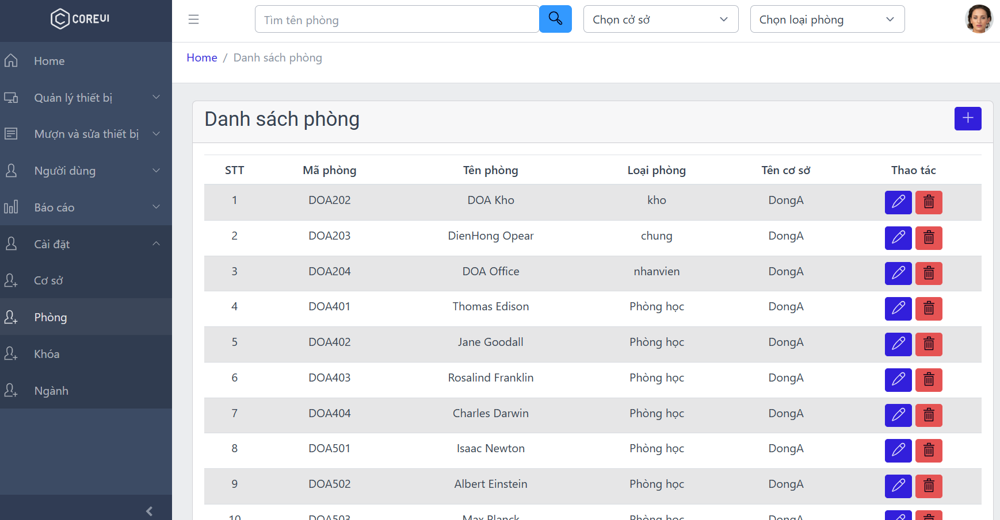 COREUI
Tìm tên phòng
Chọn cở sở
Chọn loại phòng
Home
Quản lý thiết bị
Mượn và sửa thiết bị
Người dùng
Báo cáo
Cài đặt
Cơ sở
Phòng
Khóa
Ngành
Home / Danh sách phòng
Danh sách phòng
STT Mã phòng Tên phòng Loại phòng Tên cơ sở Thao tác
1 DOA202 DOA Kho kho DongA
2 DOA203 DienHong Opear chung DongA
3 DOA204 DOA Office nhanvien DongA
4 DOA401 Thomas Edison Phòng học DongA
5 DOA402 Jane Goodall Phòng học DongA
6 DOA403 Rosalind Franklin Phòng học DongA
7 DOA404 Charles Darwin Phòng học DongA
8 DOA501 Isaac Newton Phòng học DongA
9 DOA502 Albert Einstein Phòng học DongA
10 DOA503 Max Planck Phòng học DongA